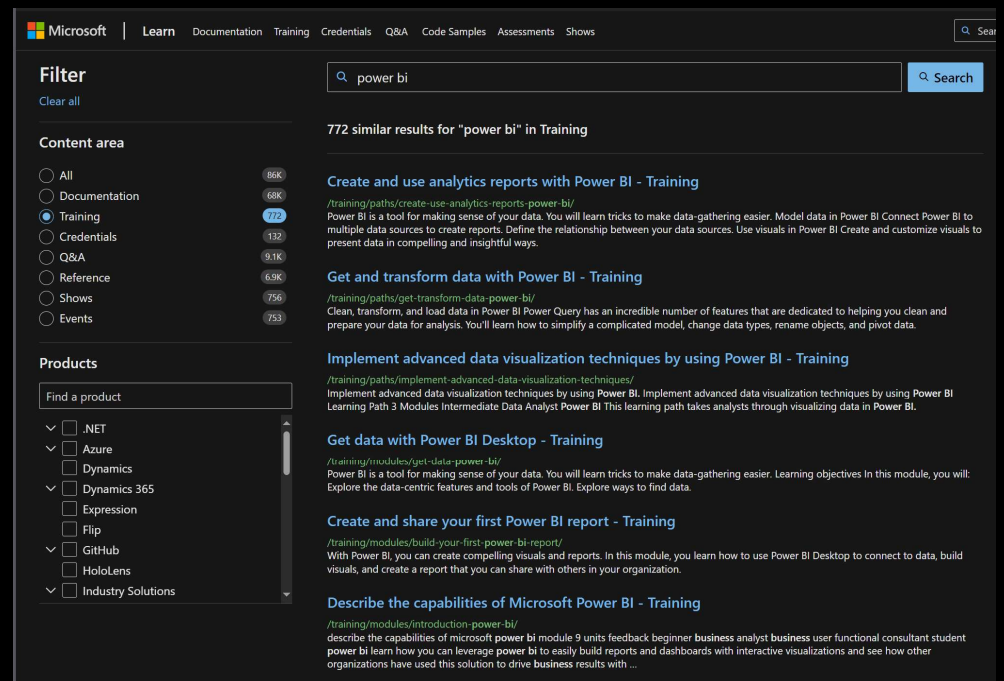 Microsoft | Learn Documentation Training Credentials Q&A Code Samples Assessments Shows
Filter
Clear all
Content area
All 86K
Documentation 68K
Training 772
Credentials 132
Q&A 9.1K
Reference 6.9K
Shows 756
Events 753
Products
Find a product
.NET
Azure
Dynamics
Dynamics 365
Expression
Flip
GitHub
HoloLens
Industry Solutions
power bi
Search
772 similar results for "power bi" in Training
Create and use analytics reports with Power BI - Training
/training/paths/create-use-analytics-reports-power-bi/
Power BI is a tool for making sense of your data. You will learn tricks to make data-gathering easier. Model data in Power BI Connect Power BI to
multiple data sources to create reports. Define the relationship between your data sources. Use visuals in Power BI Create and customize visuals to
present data in compelling and insightful ways.
Get and transform data with Power BI - Training
/training/paths/get-transform-data-power-bi/
Clean, transform, and load data in Power BI Power Query has an incredible number of features that are dedicated to helping you clean and
prepare your data for analysis. You'll learn how to simplify a complicated model, change data types, rename objects, and pivot data.
Implement advanced data visualization techniques by using Power BI - Training
/training/paths/implement-advanced-data-visualization-techniques/
Implement advanced data visualization techniques by using Power BI. Implement advanced data visualization techniques by using Power BI
Learning Path 3 Modules Intermediate Data Analyst Power BI This learning path takes analysts through visualizing data in Power BI.
Get data with Power BI Desktop - Training
/training/modules/get-data-power-bi/
Power BI is a tool for making sense of your data. You will learn tricks to make data-gathering easier. Learning objectives In this module, you will:
Explore the data-centric features and tools of Power BI. Explore ways to find data.
Create and share your first Power BI report - Training
/training/modules/build-your-first-power-bi-report/
With Power BI, you can create compelling visuals and reports. In this module, you learn how to use Power BI Desktop to connect to data, build
visuals, and create a report that you can share with others in your organization.
Describe the capabilities of Microsoft Power BI - Training
/training/modules/introduction-power-bi/
describe the capabilities of microsoft power bi module 9 units feedback beginner business analyst business user functional consultant student
power bi learn how you can leverage power bi to easily build reports and dashboards with interactive visualizations and see how other
organizations have used this solution to drive business results with ...